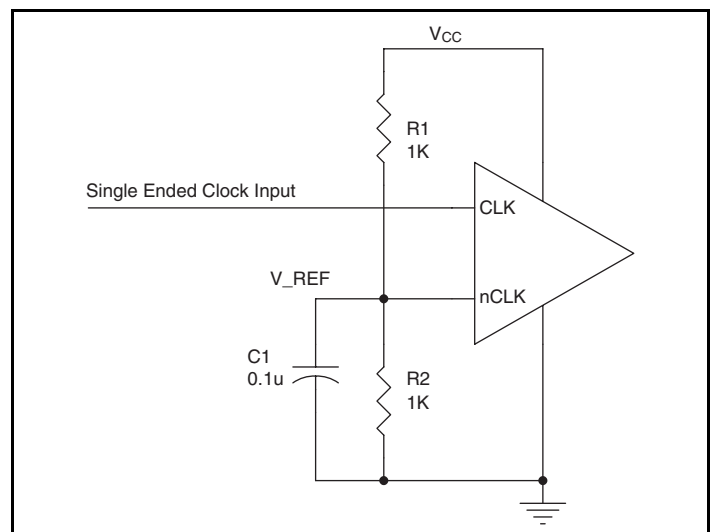 VCC
R1
1K
Single Ended Clock Input
CLK
V_REF
nCLK
C1
0.1u
R2
1K